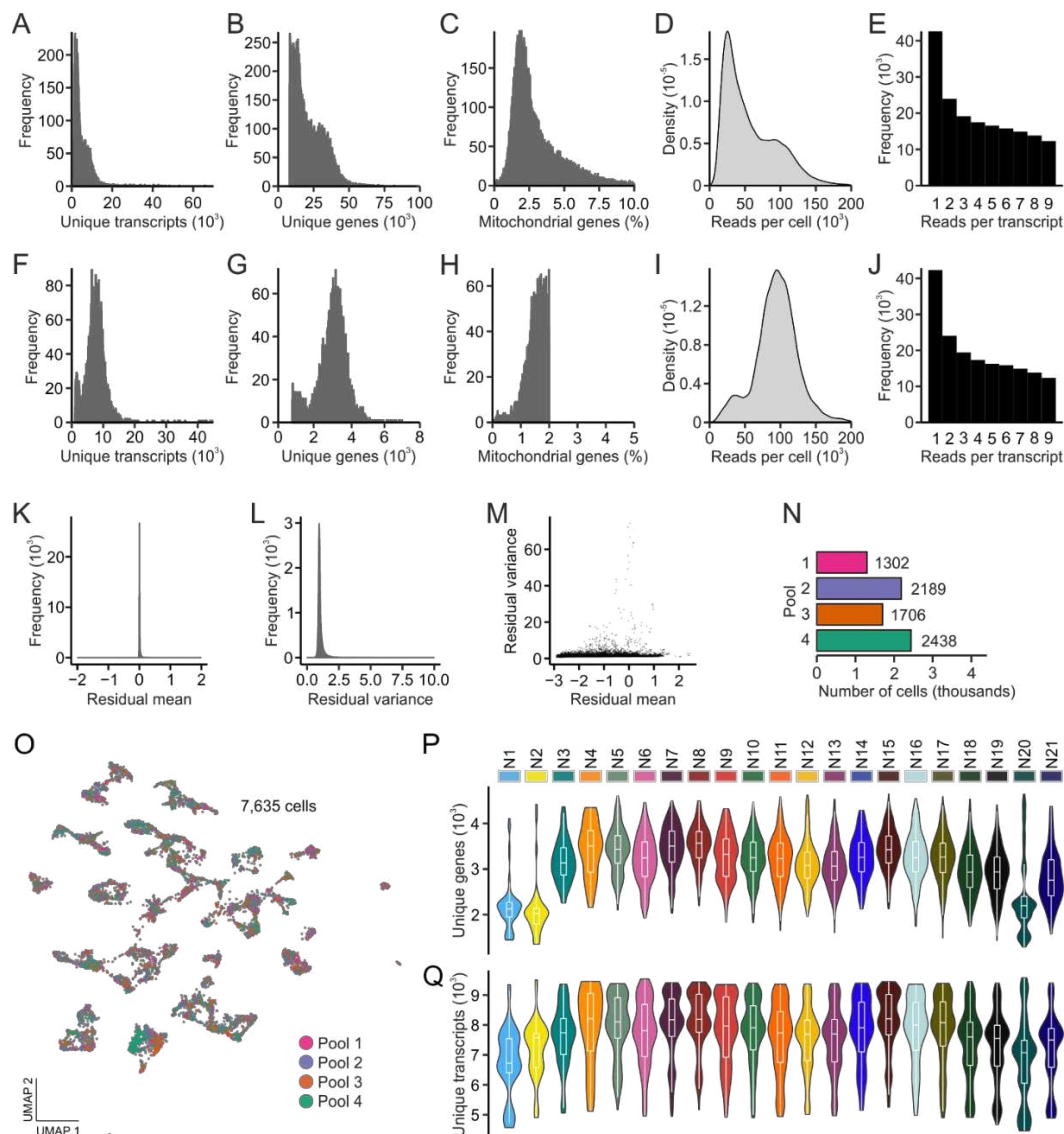 A
Frequency
200
150
100
50
0
0 20 40 60
Unique transcripts (10³)
B
Frequency
250
200
150
100
50
0
0 25 50 75 100
Unique genes (10³)
C
Frequency
150
100
50
0
0 2.5 5.0 7.5 10.0
Mitochondrial genes (%)
D
Density (10⁻⁵)
1.5
1.0
0.5
0
0 50 100 150 200
Reads per cell (10³)
E
Frequency (10³)
40
30
20
10
0
1 2 3 4 5 6 7 8 9
Reads per transcript
F
Frequency
80
60
40
20
0
0 10 20 30 40
Unique transcripts (10³)
G
Frequency
60
40
20
0
0 2 4 6 8
Unique genes (10³)
H
Frequency
60
40
20
0
0 1 2 3 4 5
Mitochondrial genes (%)
I
Density (10⁻⁵)
1.2
0.8
0.4
0
0 50 100 150 200
Reads per cell (10³)
J
Frequency (10³)
40
30
20
10
0
1 2 3 4 5 6 7 8 9
Reads per transcript
K
Frequency (10³)
20
10
0
−2 −1 0 1 2
Residual mean
L
Frequency (10³)
3
2
1
0
0.0 2.5 5.0 7.5 10.0
Residual variance
M
Residual variance
60
40
20
0
−3 −2 −1 0 1 2
Residual mean
N
Pool
1 1302
2 2189
3 1706
4 2438
0 1 2 3 4
Number of cells (thousands)
O
7,635 cells
Pool 1
Pool 2
Pool 3
Pool 4
UMAP 2
UMAP 1
P
N1 N2 N3 N4 N5 N6 N7 N8 N9 N10 N11 N12 N13 N14 N15 N16 N17 N18 N19 N20 N21
Unique genes (10³)
4
3
2
Q
Unique transcripts (10³)
9
8
7
6
5